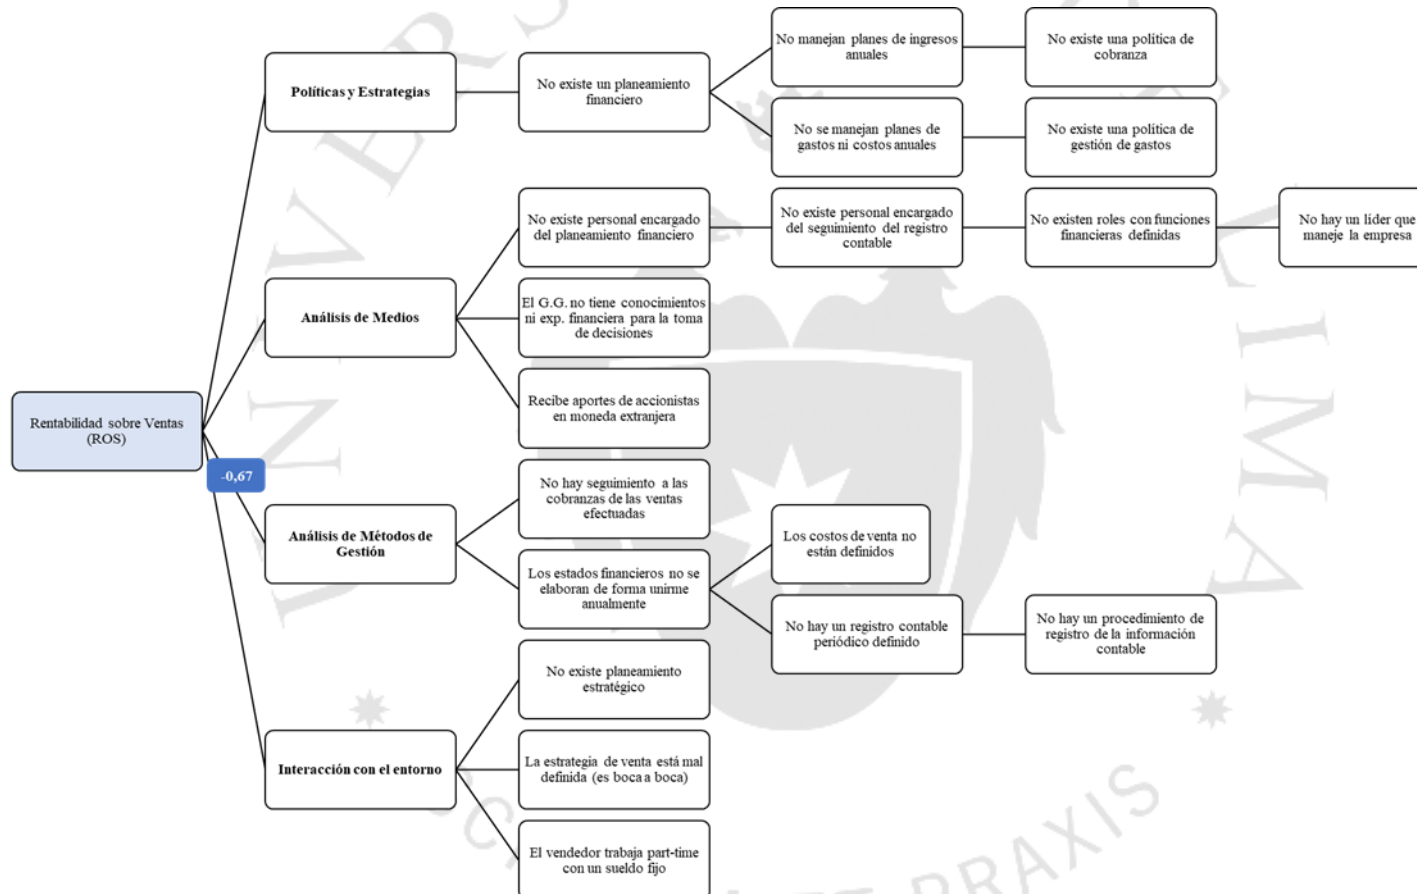 No manejan planes de ingresos
anuales
No existe una política de
cobranza
Políticas y Estrategias
No existe un planeamiento
financiero
No se manejan planes de
gastos ni costos anuales
No existe una política de
gestión de gastos
No existe personal encargado
del planeamiento financiero
No existe personal encargado
del seguimiento del registro
contable
No existen roles con funciones
financieras definidas
No hay un líder que
maneje la empresa
Análisis de Medios
El G.G. no tiene conocimientos
ni exp. financiera para la toma
de decisiones
Recibe aportes de accionistas
en moneda extranjera
Rentabilidad sobre Ventas
(ROS)
-0,67
Análisis de Métodos de
Gestión
No hay seguimiento a las
cobranzas de las ventas
efectuadas
Los estados financieros no se
elaboran de forma unirme
anualmente
Los costos de venta no
están definidos
No hay un registro contable
periódico definido
No hay un procedimiento de
registro de la información
contable
Interacción con el entorno
No existe planeamiento
estratégico
La estrategia de venta está mal
definida (es boca a boca)
El vendedor trabaja part-time
con un sueldo fijo
LIMA
PRAXIS